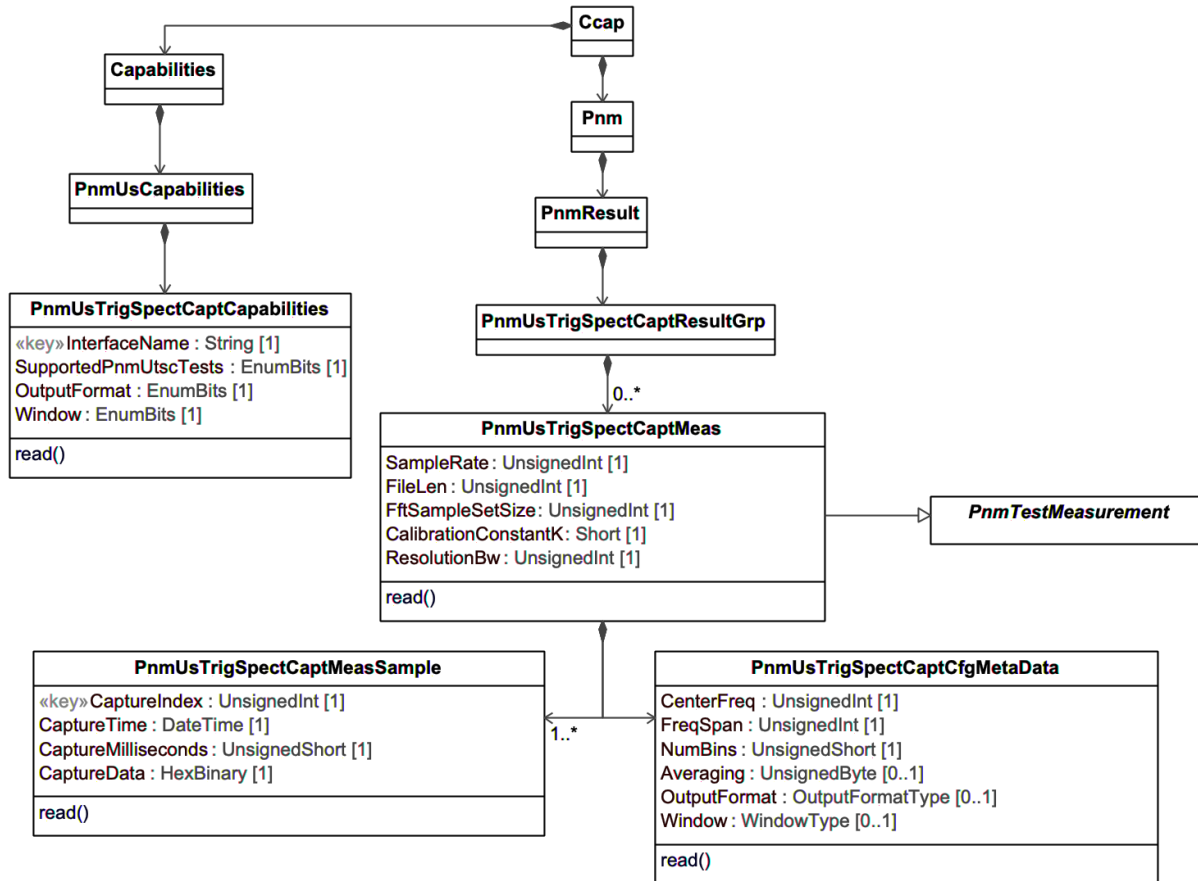 Ccap
Capabilities
Pnm
PnmUsCapabilities
PnmResult
PnmUsTrigSpectCaptCapabilities
«key»InterfaceName : String [1]
SupportedPnmUtscTests : EnumBits [1]
OutputFormat : EnumBits [1]
Window : EnumBits [1]
read()
PnmUsTrigSpectCaptResultGrp
0..*
PnmUsTrigSpectCaptMeas
SampleRate : UnsignedInt [1]
FileLen : UnsignedInt [1]
FftSampleSetSize : UnsignedInt [1]
CalibrationConstantK : Short [1]
ResolutionBw : UnsignedInt [1]
read()
PnmTestMeasurement
PnmUsTrigSpectCaptMeasSample
«key»CaptureIndex : UnsignedInt [1]
CaptureTime : DateTime [1]
CaptureMilliseconds : UnsignedShort [1]
CaptureData : HexBinary [1]
read()
1..*
PnmUsTrigSpectCaptCfgMetaData
CenterFreq : UnsignedInt [1]
FreqSpan : UnsignedInt [1]
NumBins : UnsignedShort [1]
Averaging : UnsignedByte [0..1]
OutputFormat : OutputFormatType [0..1]
Window : WindowType [0..1]
read()